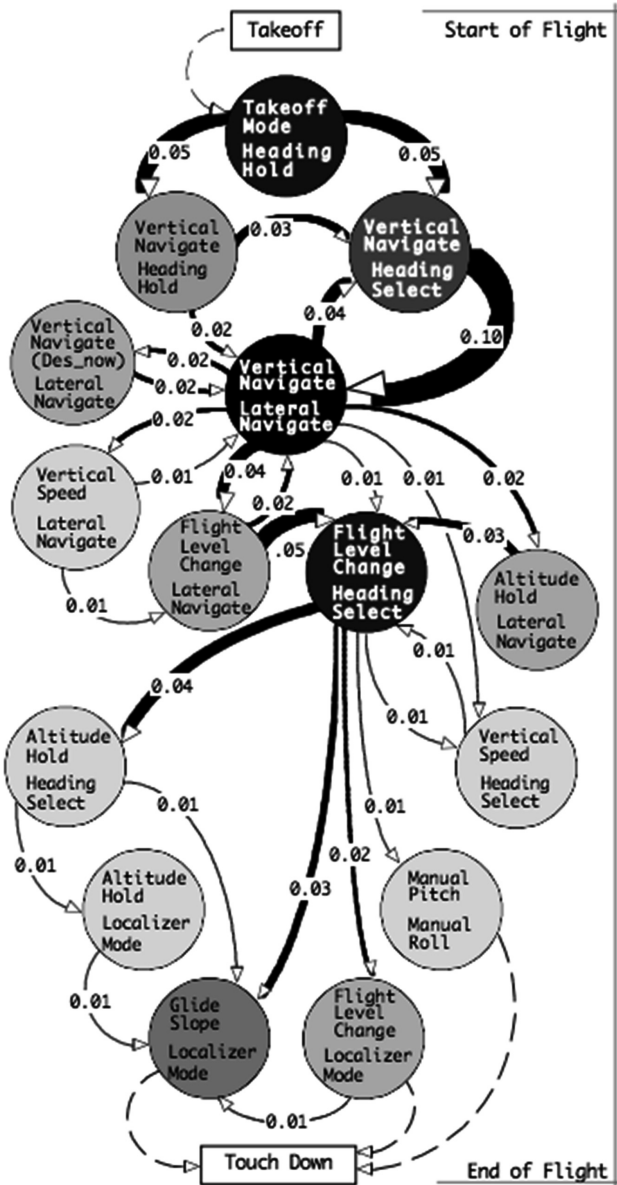 Takeoff
Start of Flight
Takeoff
Mode
Heading
Hold
0.05
0.05
Vertical
Navigate
Heading
Hold
0.03
Vertical
Navigate
Heading
Select
0.02
0.04
0.10
Vertical
Navigate
(Des_now)
Lateral
Navigate
0.02
0.02
Vertical
Navigate
Lateral
Navigate
0.02
Vertical
Speed
Lateral
Navigate
0.01
0.04
0.02
0.01
0.01
0.02
Flight
Level
Change
Lateral
Navigate
.05
Flight
Level
Change
Heading
Select
0.03
Altitude
Hold
Lateral
Navigate
0.01
0.01
0.04
0.01
Vertical
Speed
Heading
Select
Altitude
Hold
Heading
Select
0.01
0.01
0.01
0.02
0.03
Altitude
Hold
Localizer
Mode
Manual
Pitch
Manual
Roll
0.01
Glide
Slope
Localizer
Mode
Flight
Level
Change
Localizer
Mode
0.01
Touch Down
End of Flight